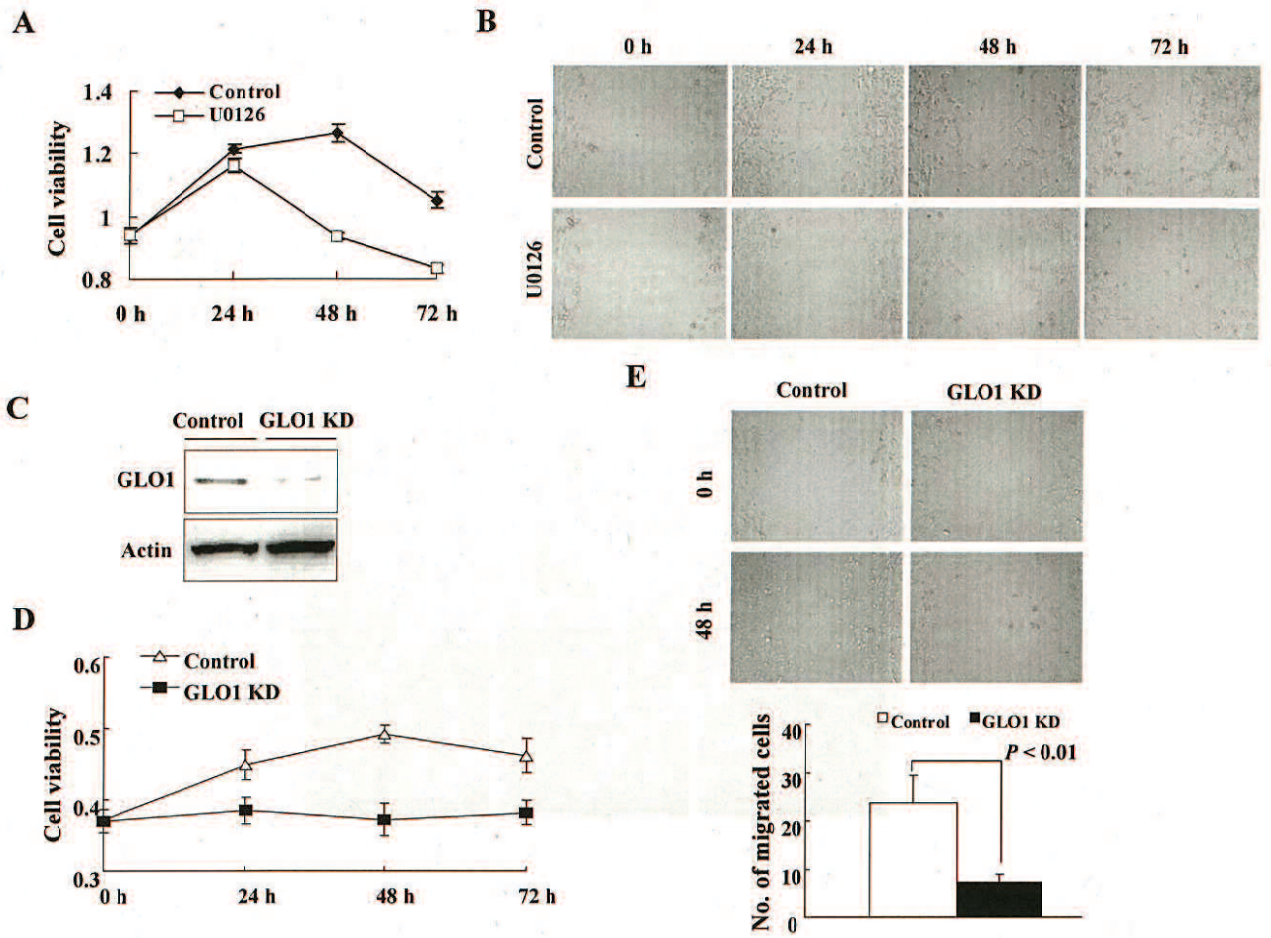 A
Control
U0126
Cell viability
1.4
1.2
1
0.8
0 h 24 h 48 h 72 h
B
0 h 24 h 48 h 72 h
Control
U0126
C
Control GLO1 KD
GLO1
Actin
D
Control
GLO1 KD
Cell viability
0.6
0.5
0.4
0.3
0 h 24 h 48 h 72 h
E
Control GLO1 KD
0 h
48 h
Control GLO1 KD
P < 0.01
No. of migrated cells
40
30
20
10
0